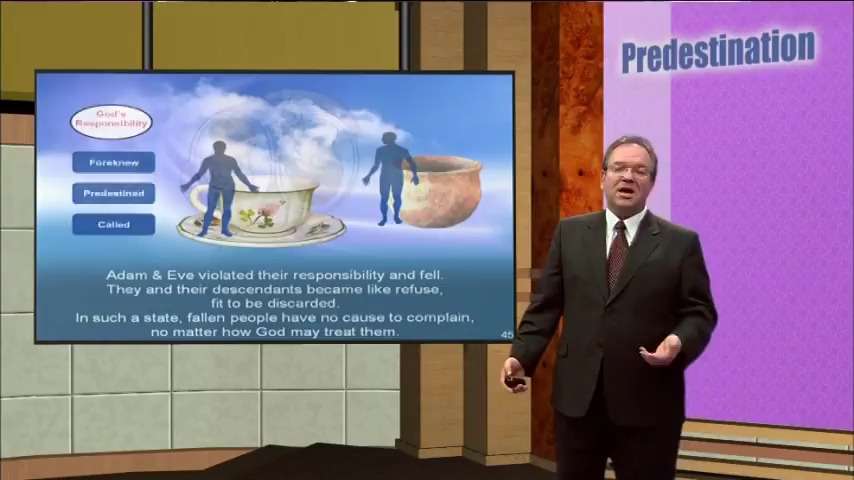 Predestination
God's
Responsibility
Foreknew
Predestined
Called
Adam & Eve violated their responsibility and fell.
They and their descendants became like refuse,
fit to be discarded.
In such a state, fallen people have no cause to complain,
no matter how God may treat them.
45